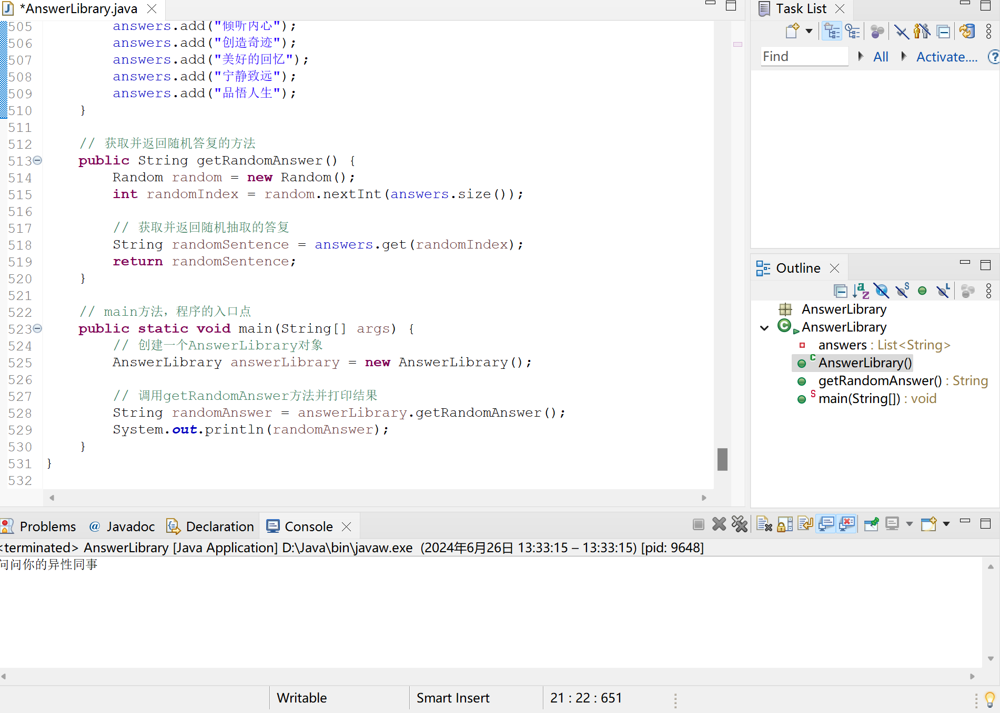 *AnswerLibrary.java
505 answers.add("倾听内心");
506 answers.add("创造奇迹");
507 answers.add("美好的回忆");
508 answers.add("宁静致远");
509 answers.add("品悟人生");
510 }
511
512 // 获取并返回随机答复的方法
513 public String getRandomAnswer() {
514 Random random = new Random();
515 int randomIndex = random.nextInt(answers.size());
516
517 // 获取并返回随机抽取的答复
518 String randomSentence = answers.get(randomIndex);
519 return randomSentence;
520 }
521
522 // main方法，程序的入口点
523 public static void main(String[] args) {
524 // 创建一个AnswerLibrary对象
525 AnswerLibrary answerLibrary = new AnswerLibrary();
526
527 // 调用getRandomAnswer方法并打印结果
528 String randomAnswer = answerLibrary.getRandomAnswer();
529 System.out.println(randomAnswer);
530 }
531 }
532
Task List
Find All Activate....
Outline
AnswerLibrary
AnswerLibrary
answers : List<String>
AnswerLibrary()
getRandomAnswer() : String
main(String[]) : void
Problems @ Javadoc Declaration Console
<terminated> AnswerLibrary [Java Application] D:\Java\bin\javaw.exe (2024年6月26日 13:33:15 – 13:33:15) [pid: 9648]
问问你的异性同事
Writable Smart Insert 21 : 22 : 651